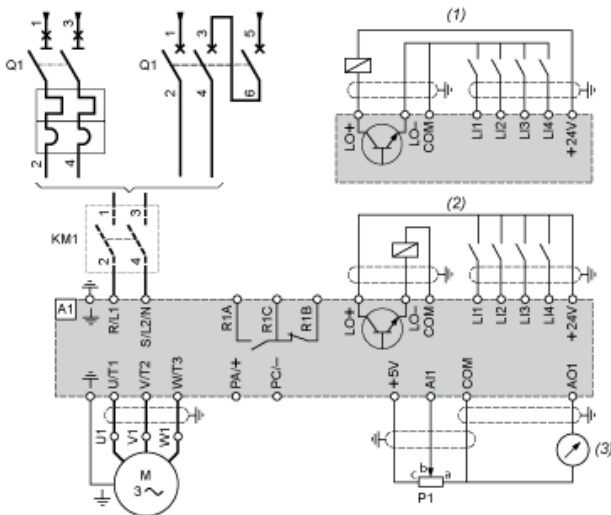 1 3
Q1
2 4
1 3 5
Q1
2 4 6
(1)
LO+ LO- COM LI1 LI2 LI3 LI4 +24V
KM1
1 3
2 4
(2)
A1
R/L1 S/L2/N R1A R1C R1B LO+ LO- COM LI1 LI2 LI3 LI4 +24V
U/T1 V/T2 W/T3 PA/+ PC/- +5V AI1 COM AO1
U1 V1 W1
M
3~
c b a
P1
(3)